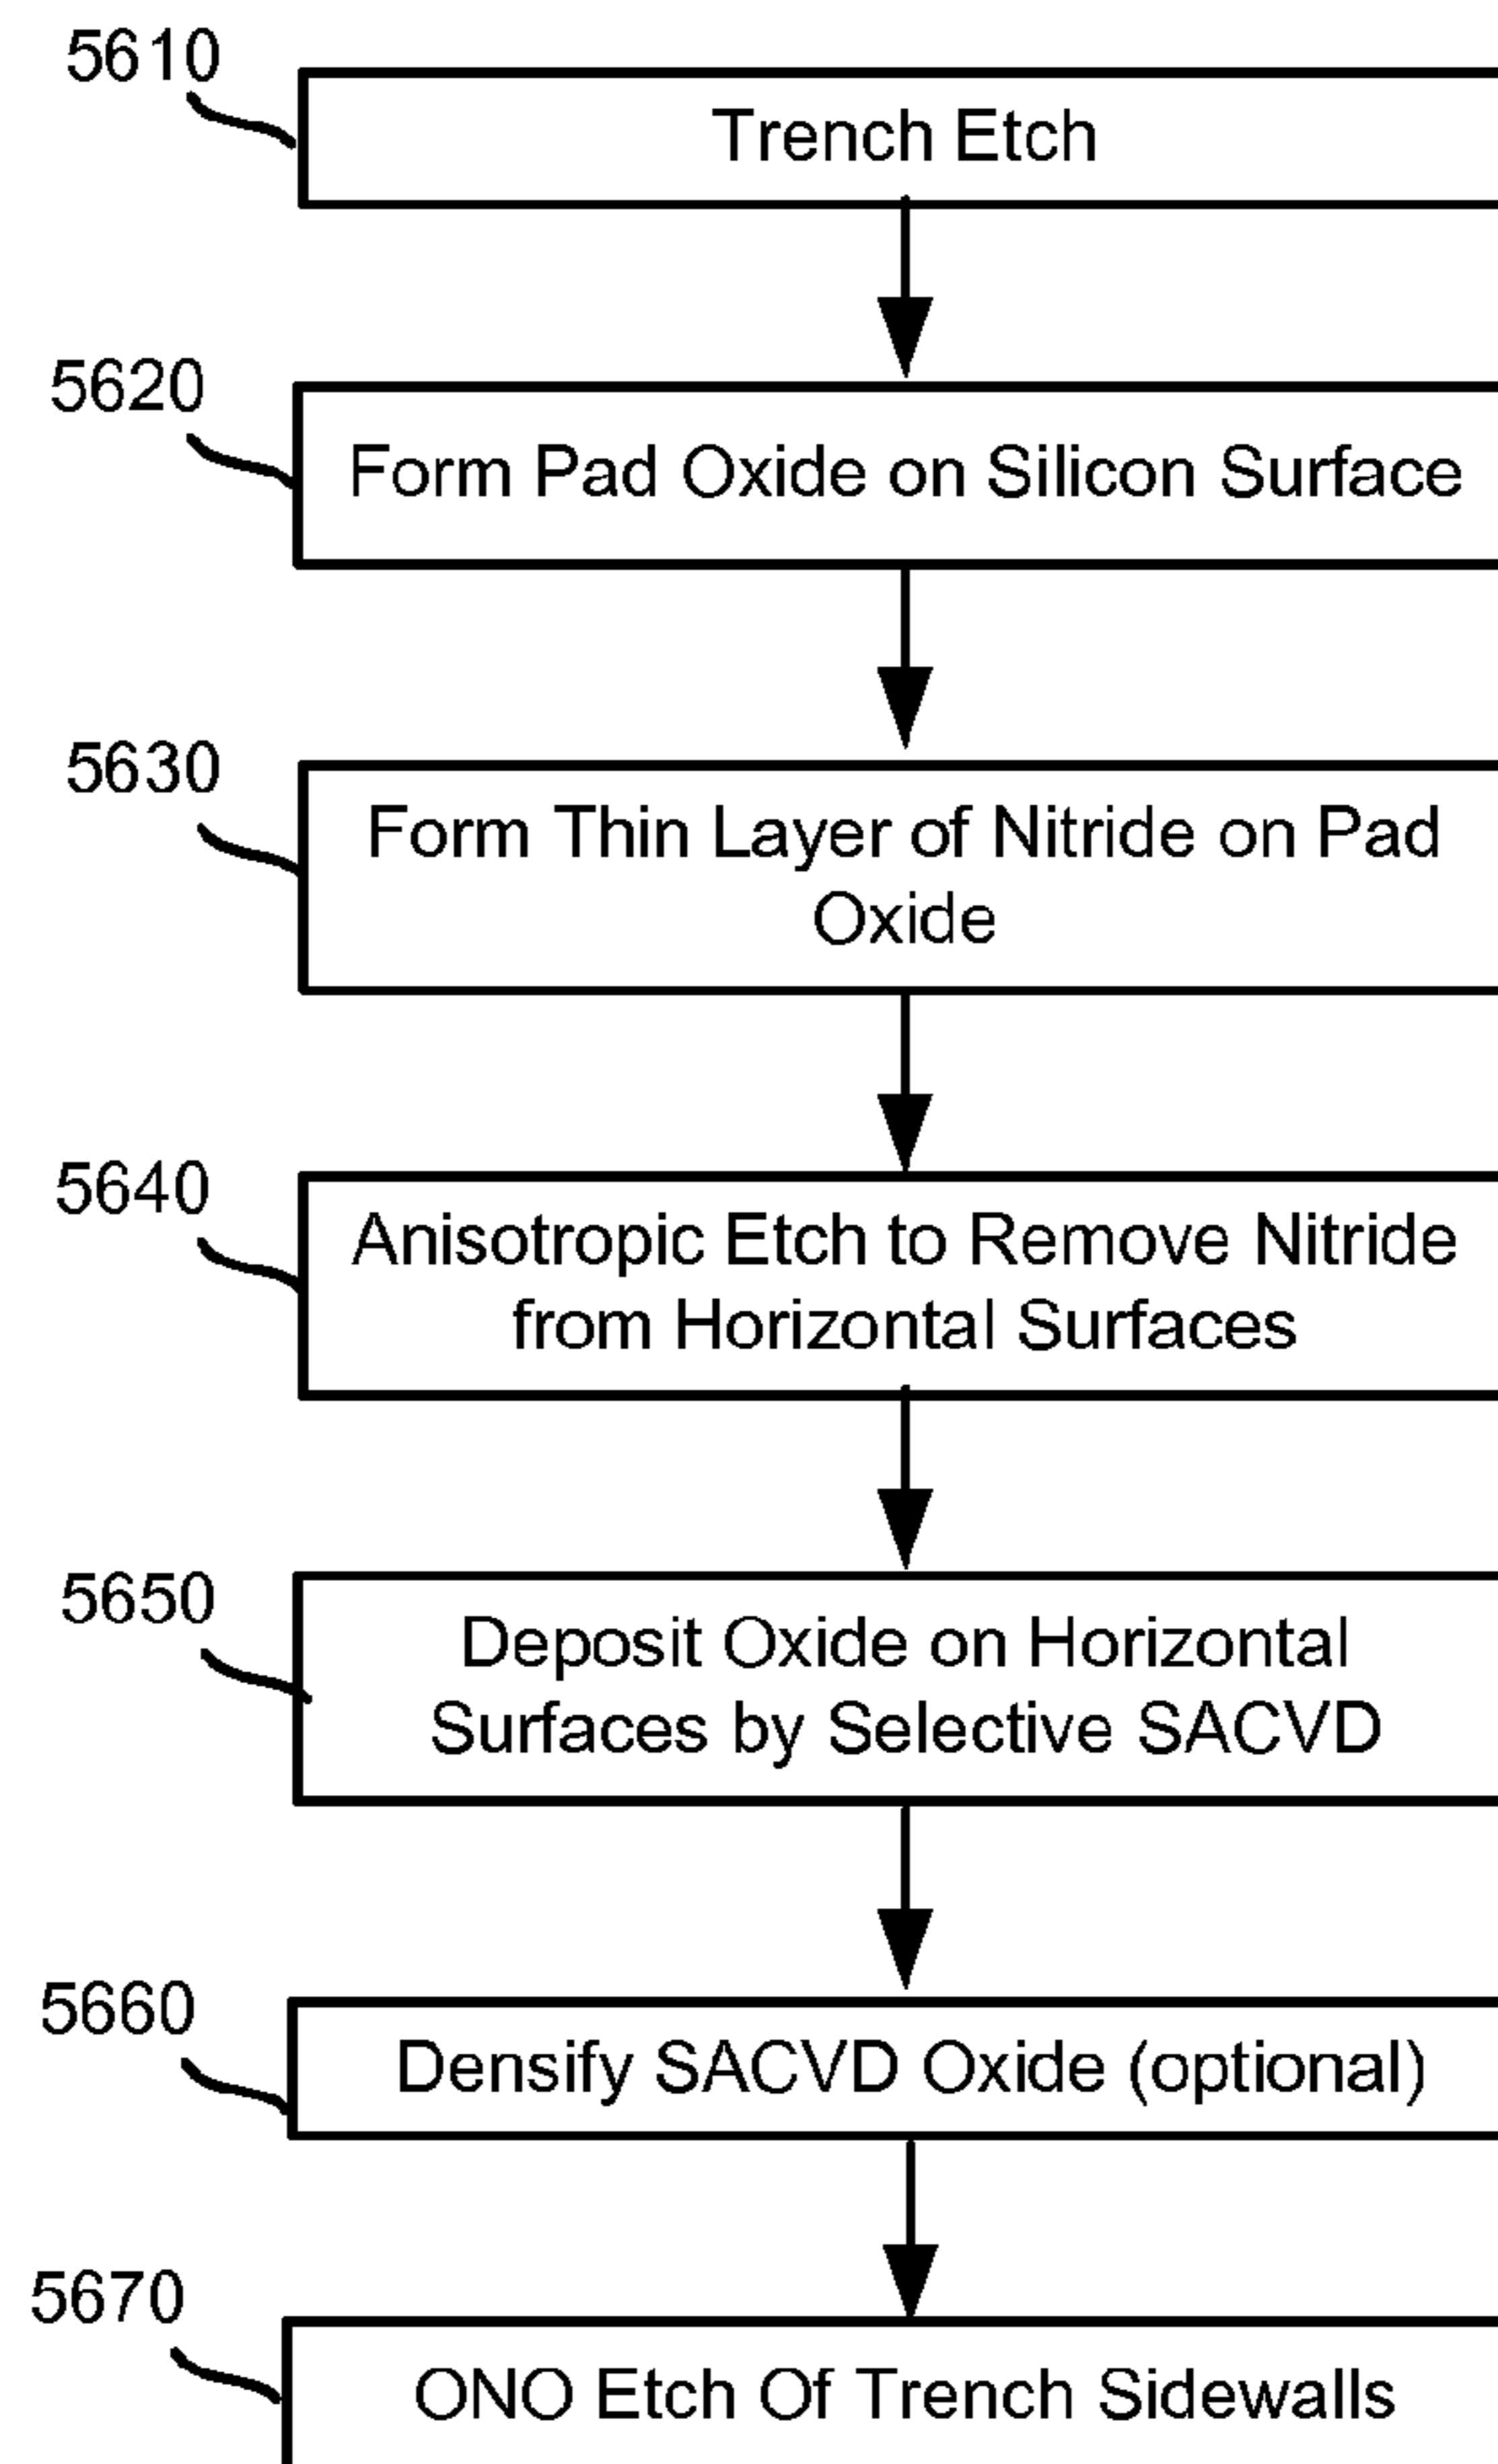 5610
Trench Etch
5620
Form Pad Oxide on Silicon Surface
5630
Form Thin Layer of Nitride on Pad
Oxide
5640
Anisotropic Etch to Remove Nitride
from Horizontal Surfaces
5650
Deposit Oxide on Horizontal
Surfaces by Selective SACVD
5660
Densify SACVD Oxide (optional)
5670
ONO Etch Of Trench Sidewalls